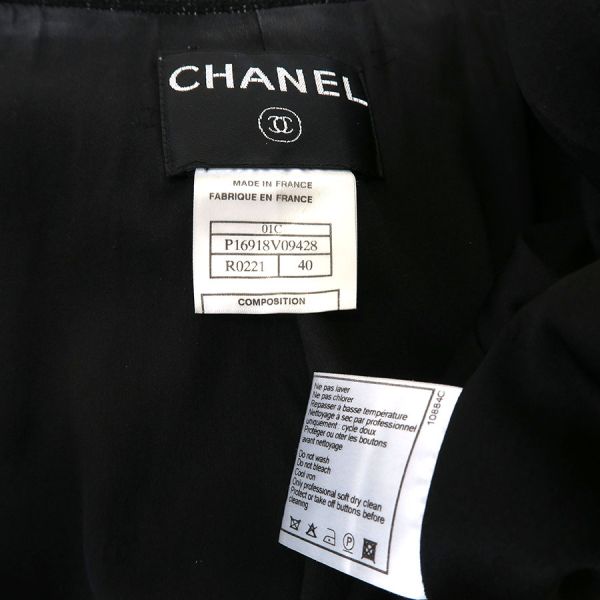 CHANEL
MADE IN FRANCE
FABRIQUE EN FRANCE
01C
P16918V09428
R0221 40
COMPOSITION
Ne pas laver
Ne pas chlorer
Repasser à basse température
Nettoyage à sec par professionnel
uniquement : cycle doux
Protéger ou oter les boutons
avant nettoyage
Do not wash
Do not bleach
Cool iron
Only professional soft dry clean
Protect or take off buttons before
cleaning
P
10884C